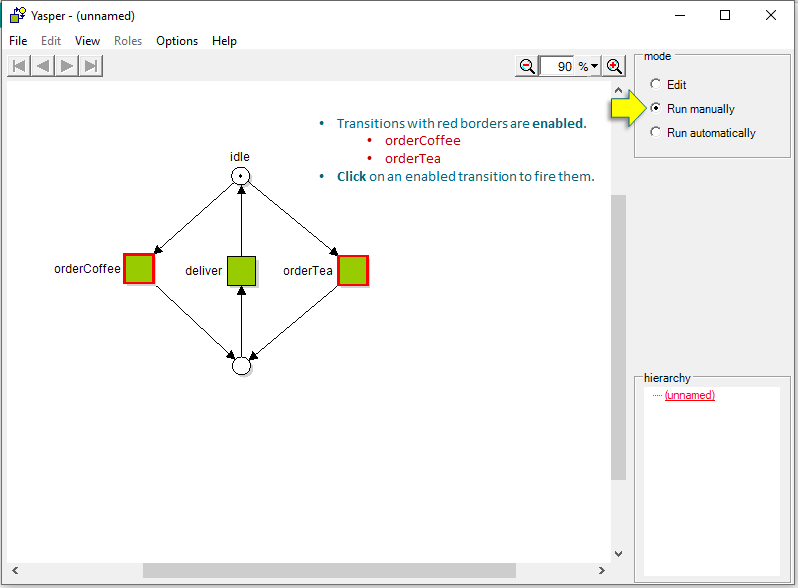 Yasper - (unnamed)
File Edit View Roles Options Help
90 %
mode
Edit
Run manually
Run automatically
• Transitions with red borders are enabled.
• orderCoffee
• orderTea
• Click on an enabled transition to fire them.
idle
orderCoffee
deliver
orderTea
hierarchy
(unnamed)